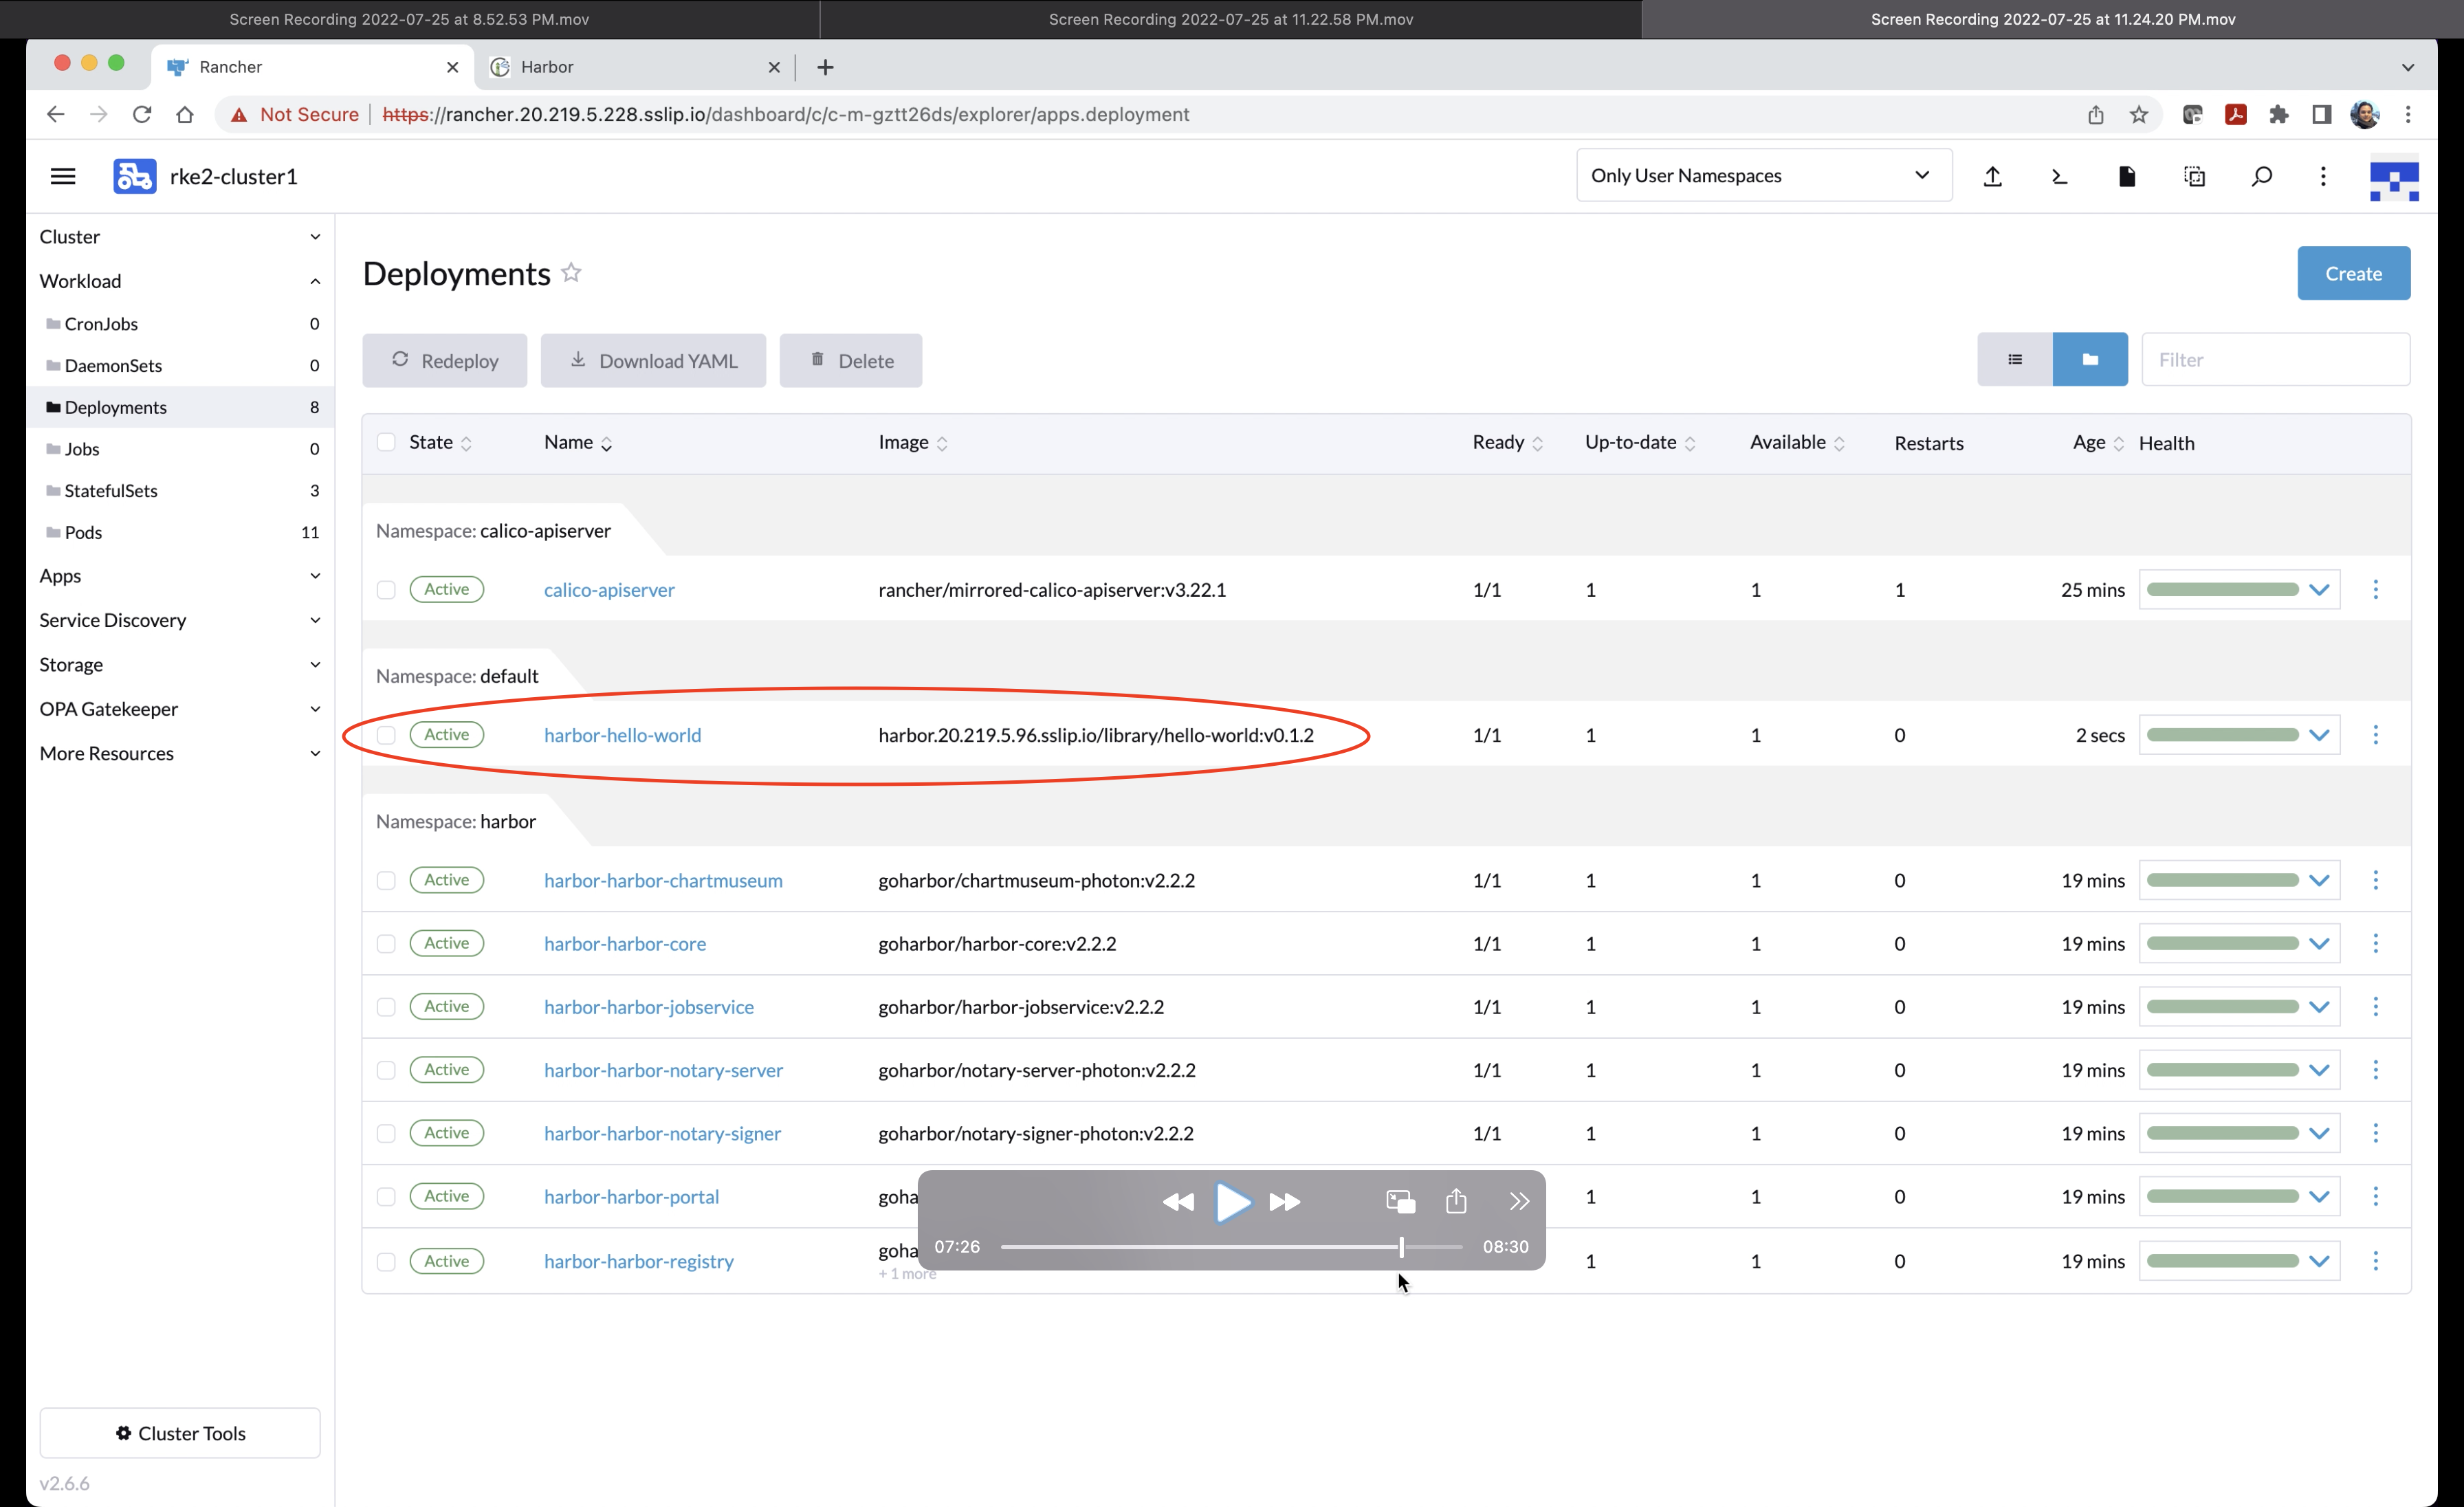 Screen Recording 2022-07-25 at 8.52.53 PM.mov
Screen Recording 2022-07-25 at 11.22.58 PM.mov
Screen Recording 2022-07-25 at 11.24.20 PM.mov
Rancher
Harbor
Not Secure
https://rancher.20.219.5.228.sslip.io/dashboard/c/c-m-gztt26ds/explorer/apps.deployment
rke2-cluster1
Only User Namespaces
Cluster
Workload
CronJobs 0
DaemonSets 0
Deployments 8
Jobs 0
StatefulSets 3
Pods 11
Apps
Service Discovery
Storage
OPA Gatekeeper
More Resources
Cluster Tools
v2.6.6
Deployments
Create
Redeploy
Download YAML
Delete
Filter
State Name Image Ready Up-to-date Available Restarts Age Health
Namespace: calico-apiserver
Active calico-apiserver rancher/mirrored-calico-apiserver:v3.22.1 1/1 1 1 1 25 mins
Namespace: default
Active harbor-hello-world harbor.20.219.5.96.sslip.io/library/hello-world:v0.1.2 1/1 1 1 0 2 secs
Namespace: harbor
Active harbor-harbor-chartmuseum goharbor/chartmuseum-photon:v2.2.2 1/1 1 1 0 19 mins
Active harbor-harbor-core goharbor/harbor-core:v2.2.2 1/1 1 1 0 19 mins
Active harbor-harbor-jobservice goharbor/harbor-jobservice:v2.2.2 1/1 1 1 0 19 mins
Active harbor-harbor-notary-server goharbor/notary-server-photon:v2.2.2 1/1 1 1 0 19 mins
Active harbor-harbor-notary-signer goharbor/notary-signer-photon:v2.2.2 1/1 1 1 0 19 mins
Active harbor-harbor-portal goha 1 1 0 19 mins
Active harbor-harbor-registry goha 1 1 0 19 mins
+ 1 more
07:26
08:30